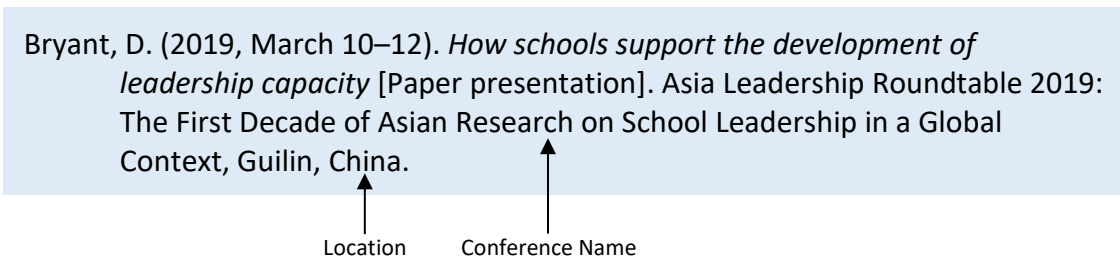 Bryant, D. (2019, March 10–12). How schools support the development of
leadership capacity [Paper presentation]. Asia Leadership Roundtable 2019:
The First Decade of Asian Research on School Leadership in a Global
Context, Guilin, China.
Location Conference Name